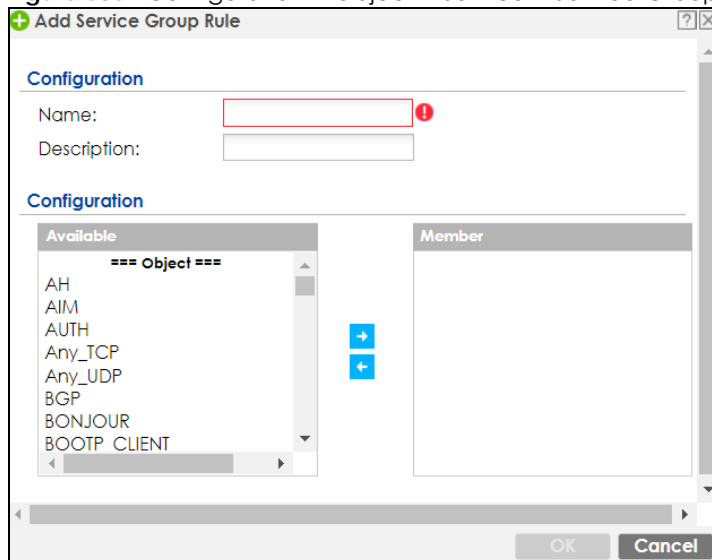 Add Service Group Rule
Configuration
Name:
Description:
Configuration
Available
Member
=== Object ===
AH
AIM
AUTH
Any_TCP
Any_UDP
BGP
BONJOUR
BOOTP_CLIENT
OK
Cancel